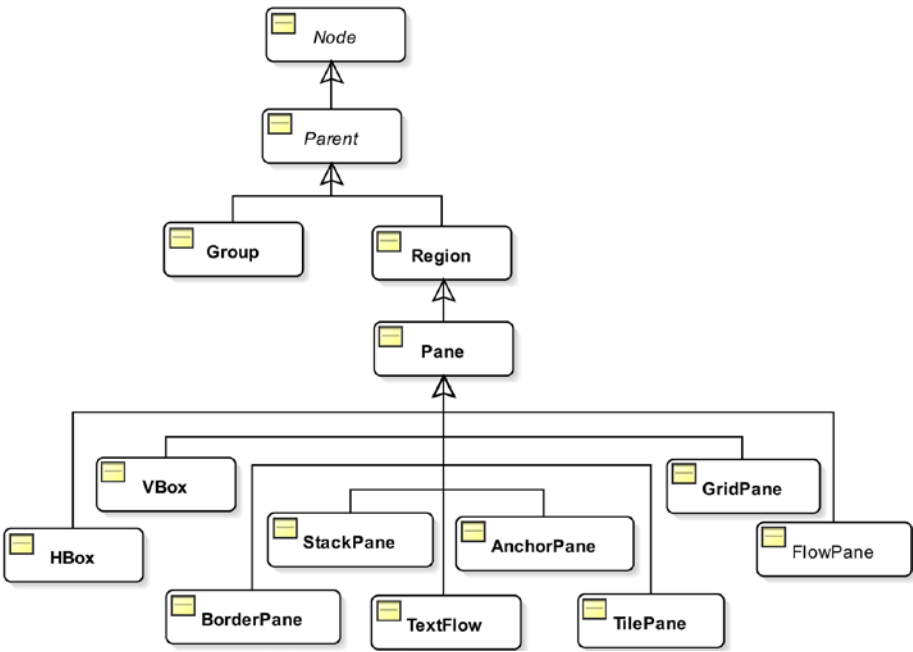 Node
Parent
Group
Region
Pane
VBox
GridPane
HBox
StackPane
AnchorPane
FlowPane
BorderPane
TextFlow
TilePane